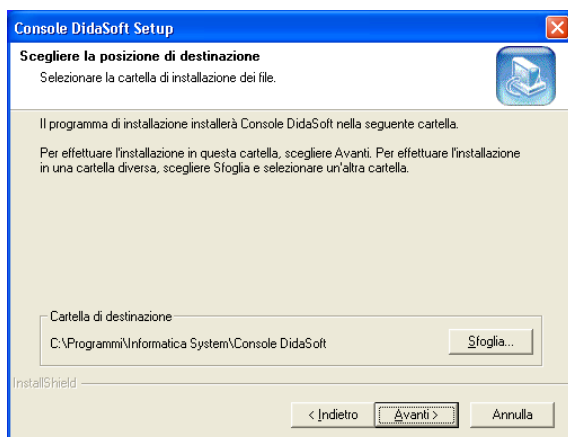 Console DidaSoft Setup
Scegliere la posizione di destinazione
Selezionare la cartella di installazione dei file.
Il programma di installazione installerà Console DidaSoft nella seguente cartella.
Per effettuare l'installazione in questa cartella, scegliere Avanti. Per effettuare l'installazione
in una cartella diversa, scegliere Sfoglia e selezionare un'altra cartella.
Cartella di destinazione
C:\Programmi\Informatica System\Console DidaSoft
Sfoglia...
InstallShield
< Indietro
Avanti >
Annulla